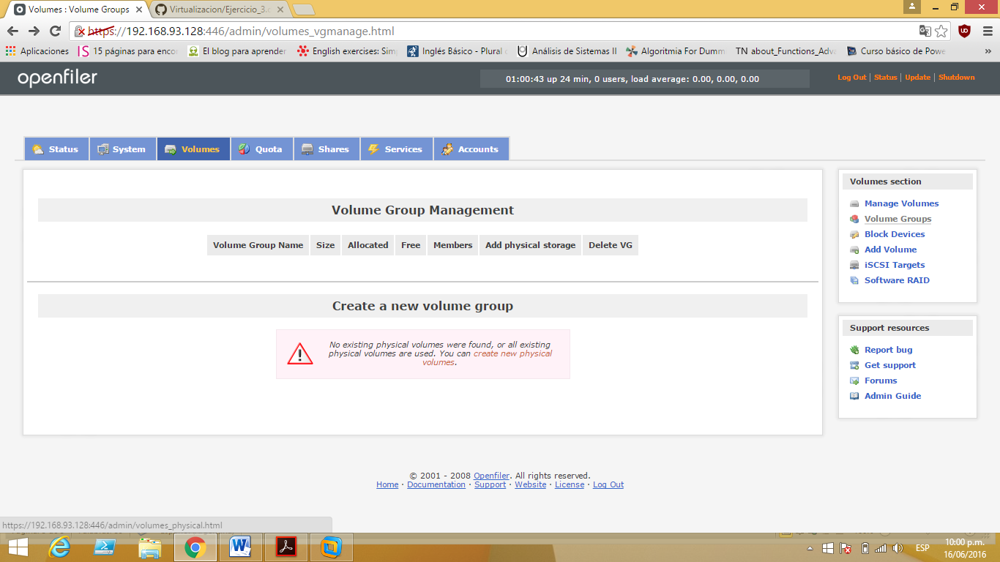 Volumes : Volume Groups
Virtualizacion/Ejercicio_3.
https://192.168.93.128:446/admin/volumes_vgmanage.html
Aplicaciones
15 páginas para enco
El blog para aprender
English exercises: Sim
Inglés Básico - Plural
Análisis de Sistemas II
Algoritmia For Dumm
TN about_Functions_Adv
Curso básico de Powe
»
openfiler
01:00:43 up 24 min, 0 users, load average: 0.00, 0.00, 0.00
Log Out | Status | Update | Shutdown
Status
System
Volumes
Quota
Shares
Services
Accounts
Volume Group Management
Volume Group Name
Size
Allocated
Free
Members
Add physical storage
Delete VG
Create a new volume group
No existing physical volumes were found, or all existing
physical volumes are used. You can create new physical
volumes.
Volumes section
Manage Volumes
Volume Groups
Block Devices
Add Volume
iSCSI Targets
Software RAID
Support resources
Report bug
Get support
Forums
Admin Guide
© 2001 - 2008 Openfiler. All rights reserved.
Home · Documentation · Support · Website · License · Log Out
https://192.168.93.128:446/admin/volumes_physical.html
ESP
10:00 p.m.
16/06/2016